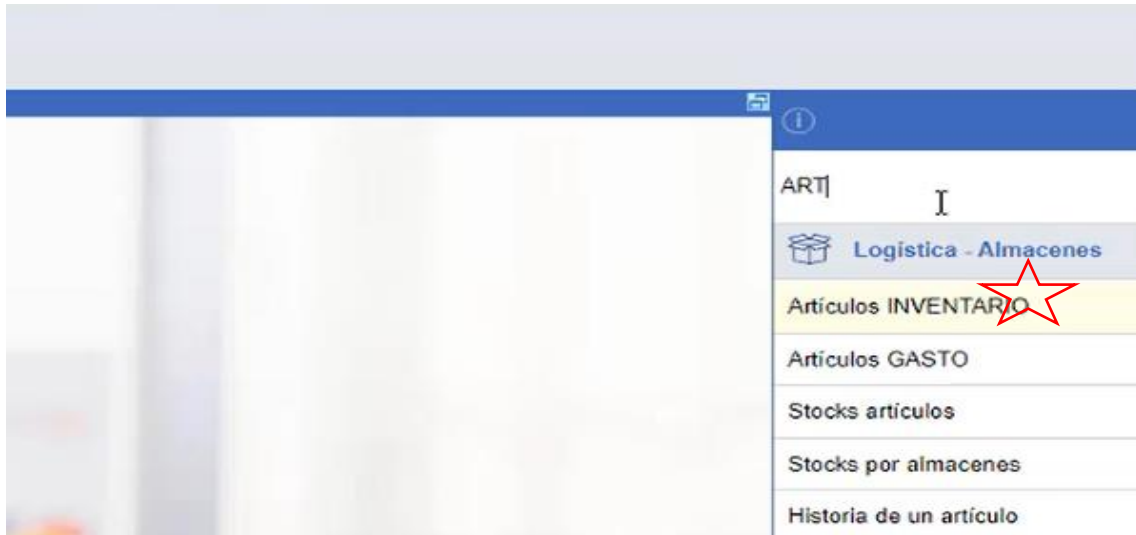 ART
Logística - Almacenes
Artículos INVENTARIO
Artículos GASTO
Stocks artículos
Stocks por almacenes
Historia de un artículo